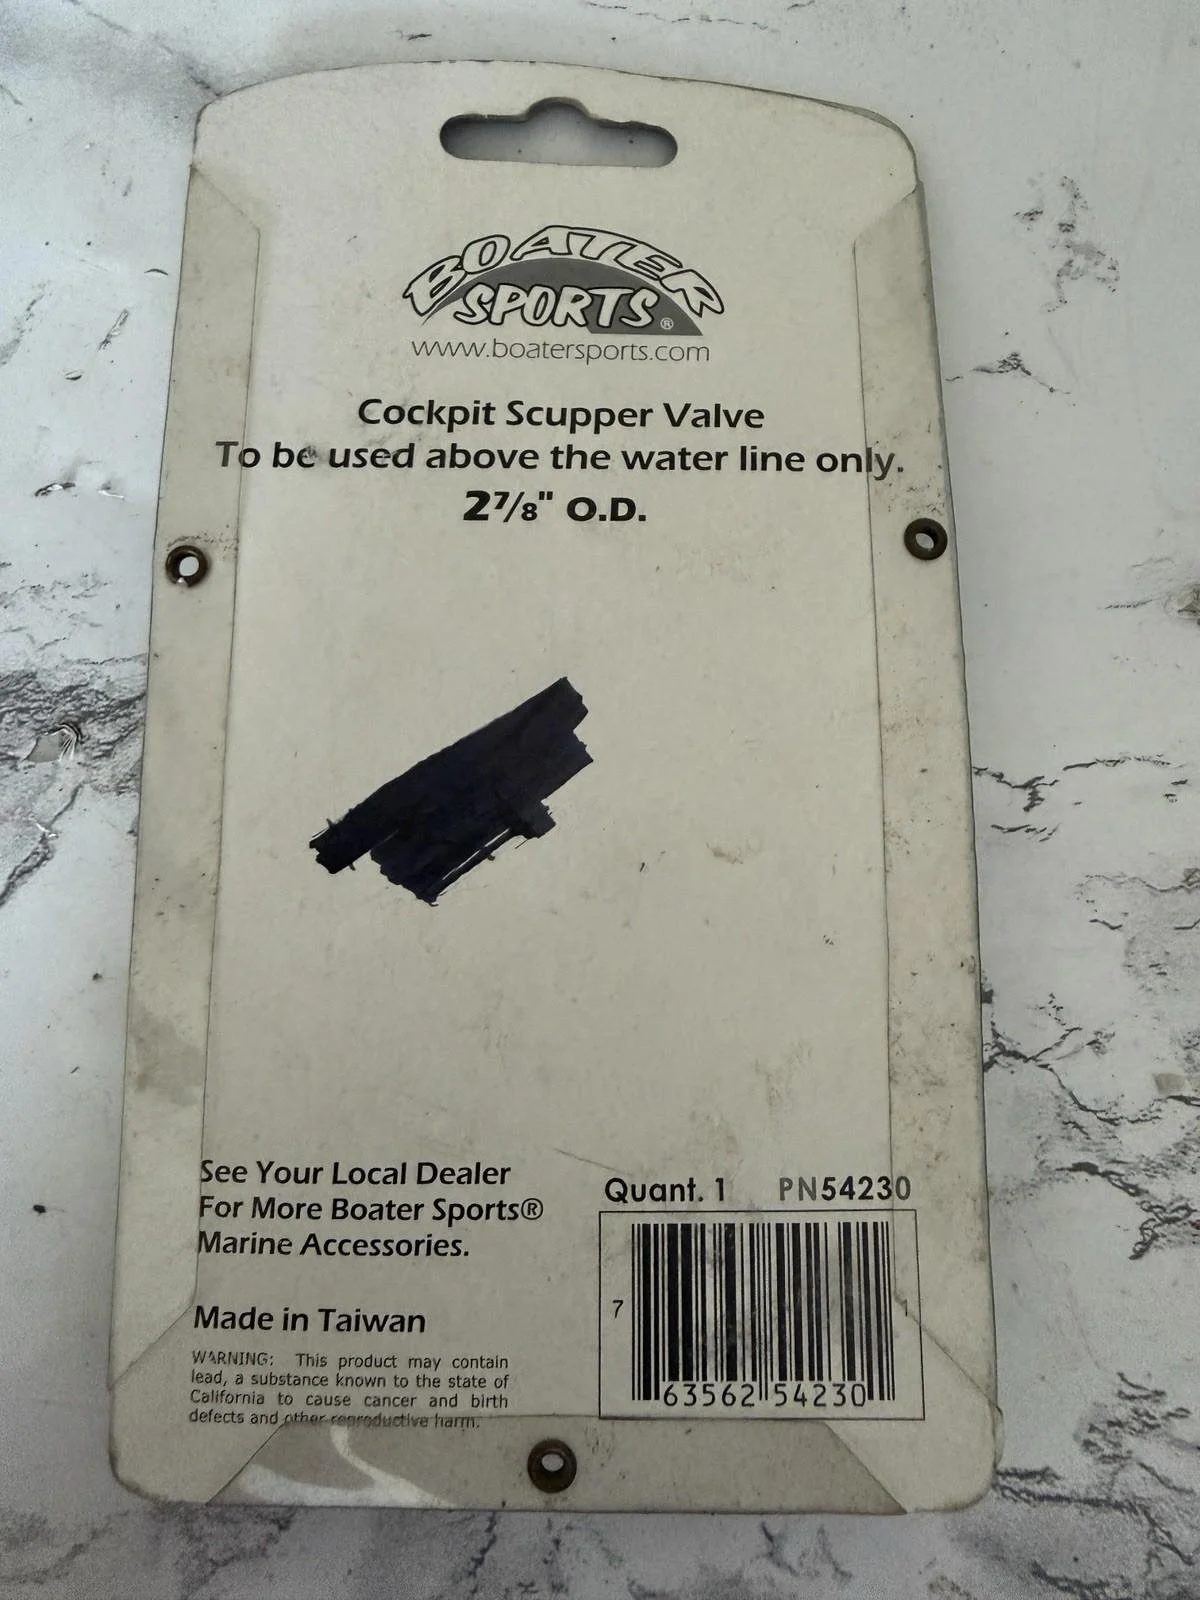 BOATER
SPORTS®
www.boatersports.com
Cockpit Scupper Valve
To be used above the water line only.
2⅞" O.D.
See Your Local Dealer
For More Boater Sports®
Marine Accessories.
Made in Taiwan
WARNING: This product may contain
lead, a substance known to the state of
California to cause cancer and birth
defects and other reproductive harm.
Quant. 1 PN54230
7 63562 54230 1